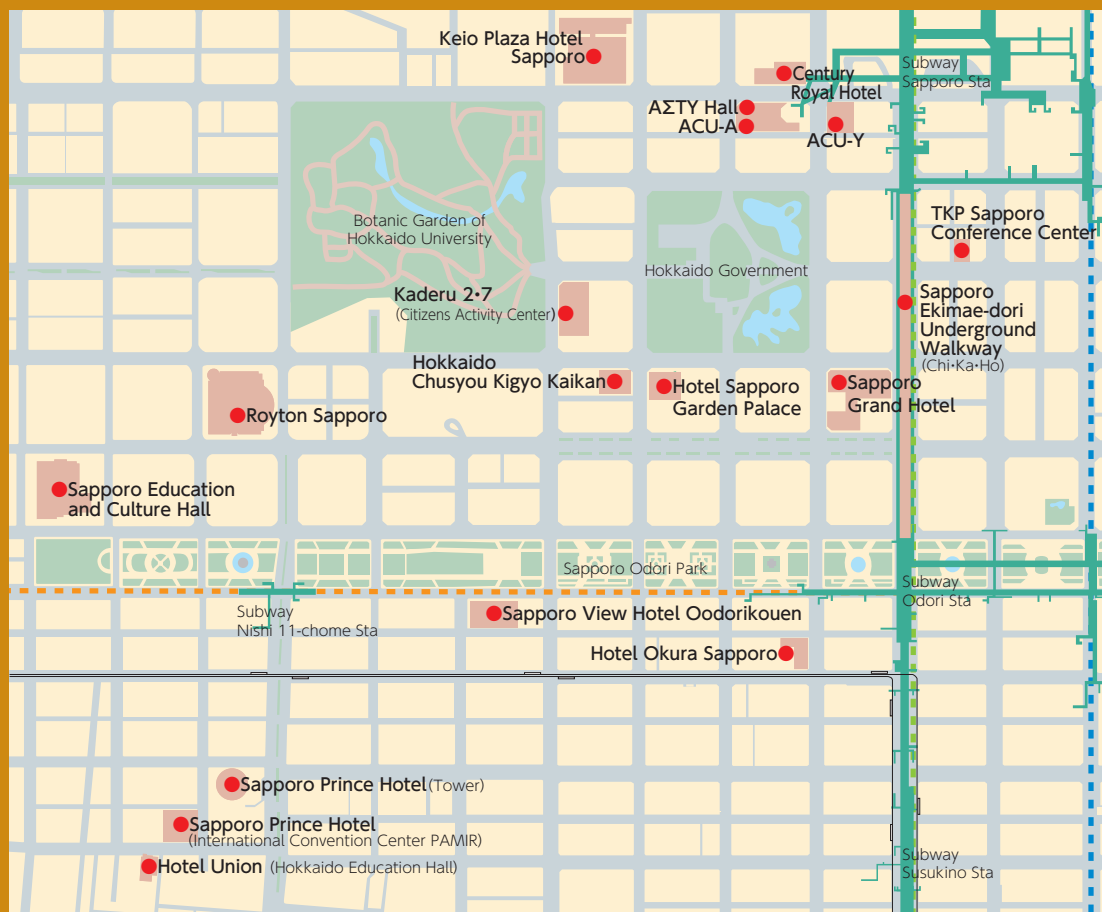 Keio Plaza Hotel
Sapporo
Subway
Sapporo Sta
Century
Royal Hotel
AΣTY Hall
ACU-A
ACU-Y
Botanic Garden of
Hokkaido University
Hokkaido Government
TKP Sapporo
Conference Center
Kaderu 2•7
(Citizens Activity Center)
Sapporo
Ekimae-dori
Underground
Walkway
(Chi•Ka•Ho)
Hokkaido
Chusyou Kigyo Kaikan
Hotel Sapporo
Garden Palace
Sapporo
Grand Hotel
Royton Sapporo
Sapporo Education
and Culture Hall
Sapporo Odori Park
Subway
Odori Sta
Subway
Nishi 11-chome Sta
Sapporo View Hotel Oodorikouen
Hotel Okura Sapporo
Sapporo Prince Hotel (Tower)
Sapporo Prince Hotel
(International Convention Center PAMIR)
Hotel Union (Hokkaido Education Hall)
Subway
Susukino Sta